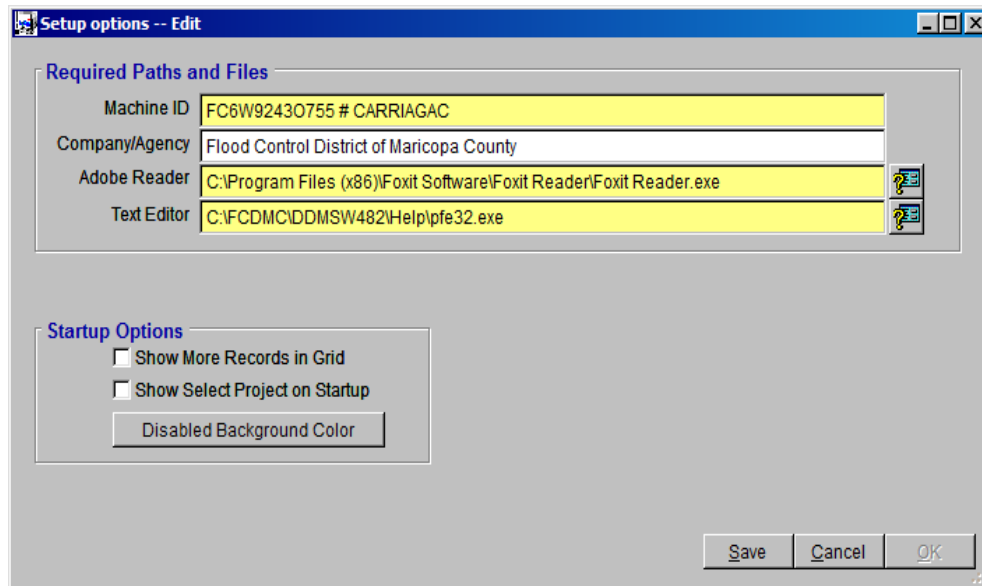 Setup options -- Edit
Required Paths and Files
Machine ID FC6W9243O755 # CARRIAGAC
Company/Agency Flood Control District of Maricopa County
Adobe Reader C:\Program Files (x86)\Foxit Software\Foxit Reader\Foxit Reader.exe
Text Editor C:\FCDMC\DDMSW482\Help\pfe32.exe
Startup Options
Show More Records in Grid
Show Select Project on Startup
Disabled Background Color
Save Cancel OK